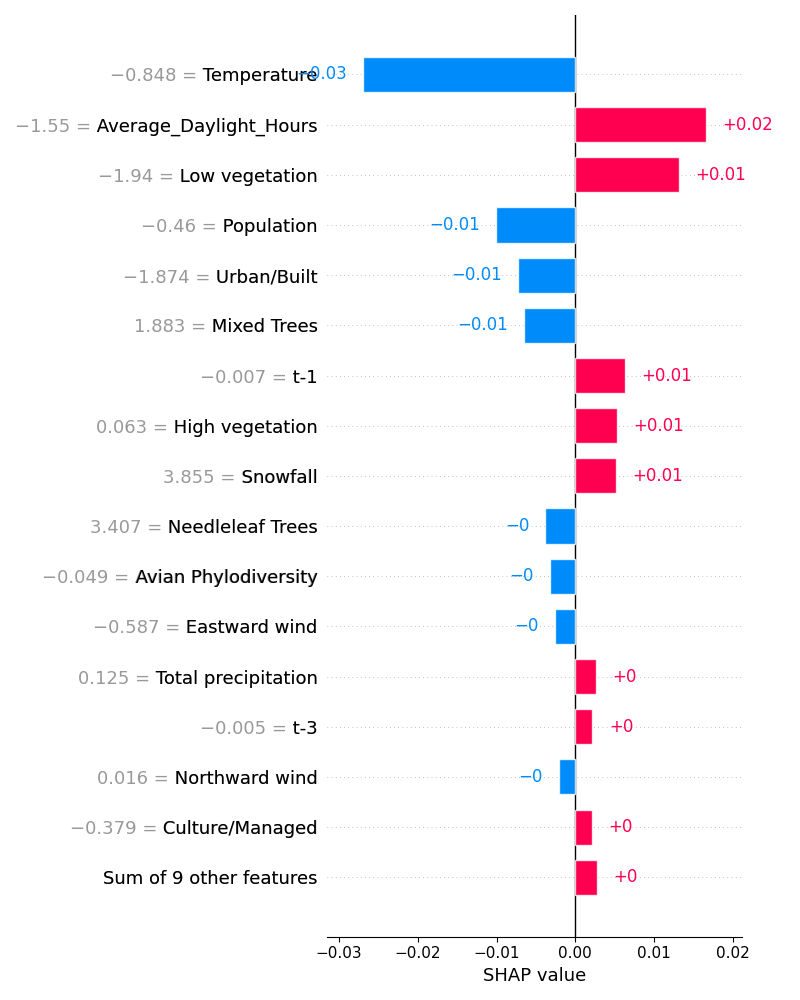 −0.848 = Temperature −0.03
−1.55 = Average_Daylight_Hours +0.02
−1.94 = Low vegetation +0.01
−0.46 = Population −0.01
−1.874 = Urban/Built −0.01
1.883 = Mixed Trees −0.01
−0.007 = t-1 +0.01
0.063 = High vegetation +0.01
3.855 = Snowfall +0.01
3.407 = Needleleaf Trees −0
−0.049 = Avian Phylodiversity −0
−0.587 = Eastward wind −0
0.125 = Total precipitation +0
−0.005 = t-3 +0
0.016 = Northward wind −0
−0.379 = Culture/Managed +0
Sum of 9 other features +0
−0.03 −0.02 −0.01 0.00 0.01 0.02
SHAP value